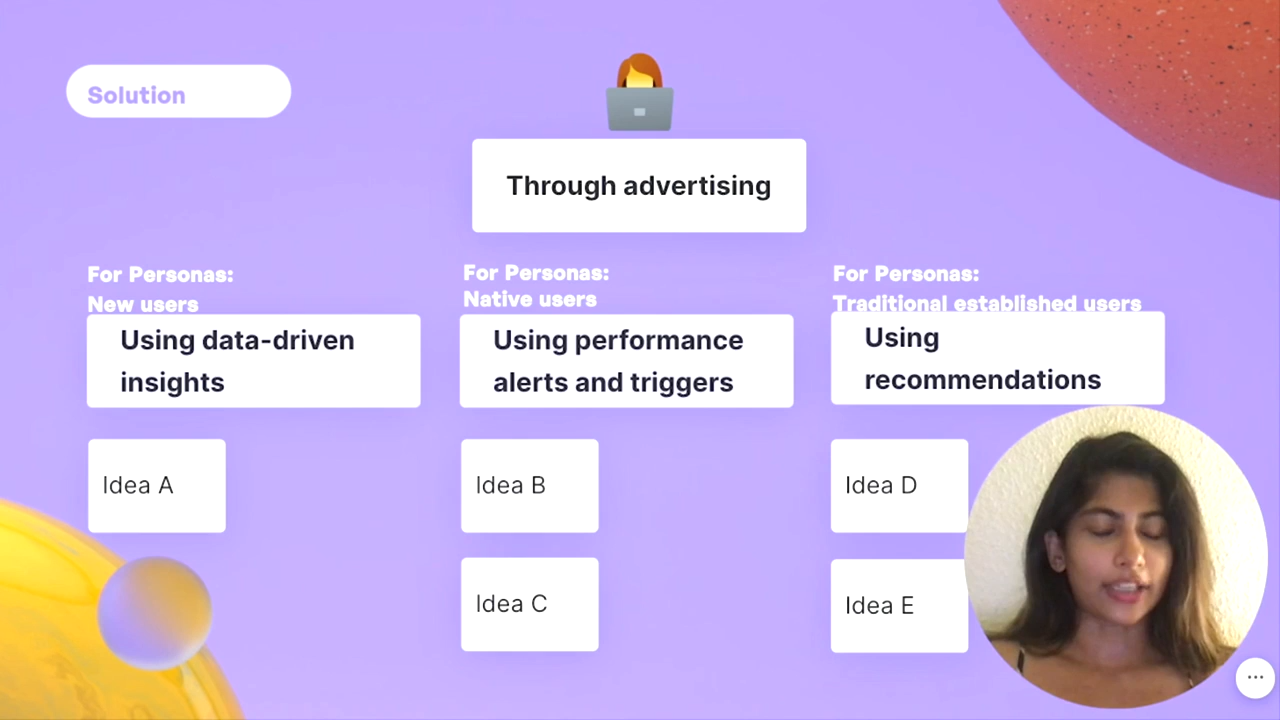 Solution
Through advertising
For Personas:
New users
Using data-driven
insights
Idea A
For Personas:
Native users
Using performance
alerts and triggers
Idea B
Idea C
For Personas:
Traditional established users
Using
recommendations
Idea D
Idea E